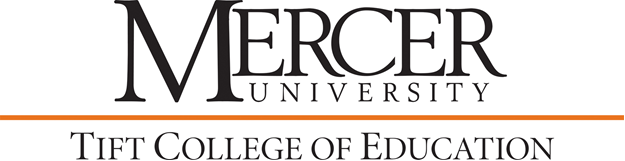 MERCER
UNIVERSITY
TIFT COLLEGE OF EDUCATION